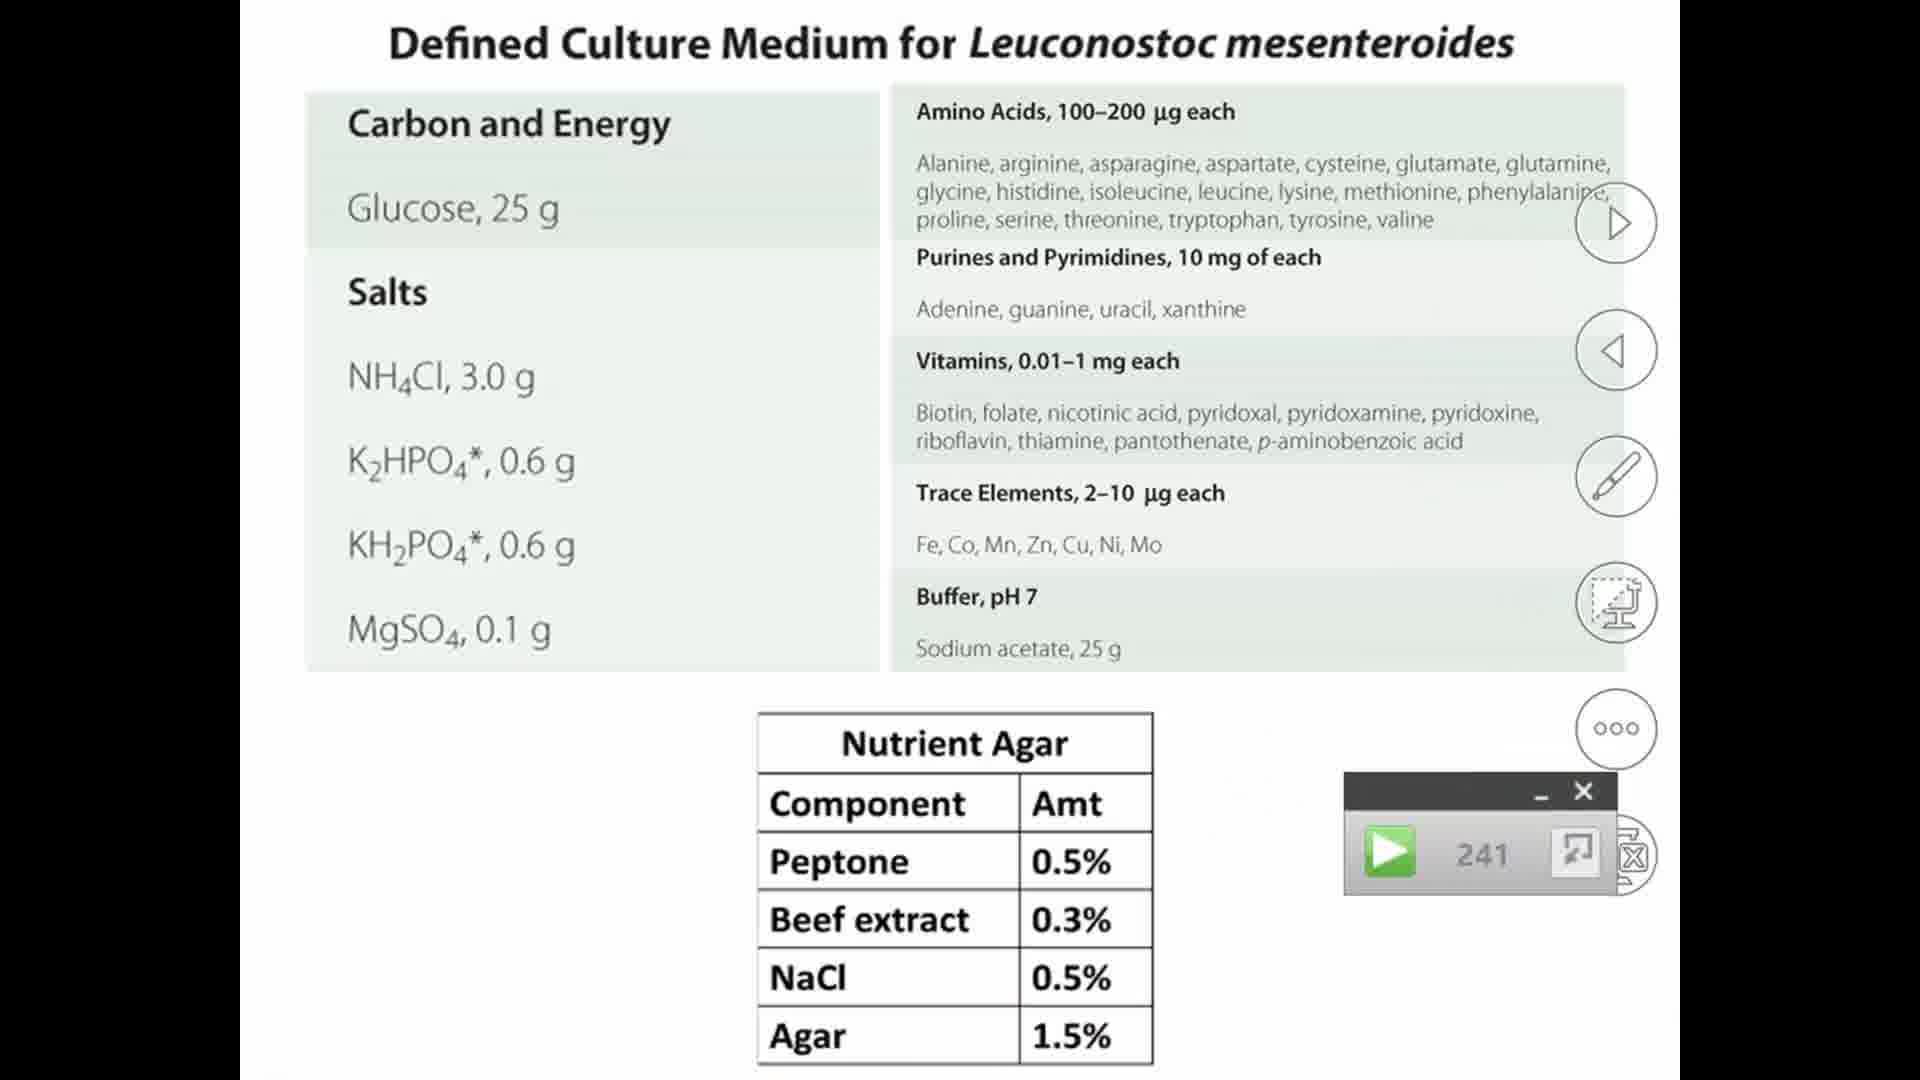 Defined Culture Medium for Leuconostoc mesenteroides
Carbon and Energy
Glucose, 25 g
Salts
NH₄Cl, 3.0 g
K₂HPO₄*, 0.6 g
KH₂PO₄*, 0.6 g
MgSO₄, 0.1 g
Amino Acids, 100–200 µg each
Alanine, arginine, asparagine, aspartate, cysteine, glutamate, glutamine,
glycine, histidine, isoleucine, leucine, lysine, methionine, phenylalanine,
proline, serine, threonine, tryptophan, tyrosine, valine
Purines and Pyrimidines, 10 mg of each
Adenine, guanine, uracil, xanthine
Vitamins, 0.01–1 mg each
Biotin, folate, nicotinic acid, pyridoxal, pyridoxamine, pyridoxine,
riboflavin, thiamine, pantothenate, p-aminobenzoic acid
Trace Elements, 2–10 µg each
Fe, Co, Mn, Zn, Cu, Ni, Mo
Buffer, pH 7
Sodium acetate, 25 g
Nutrient Agar
Component Amt
Peptone 0.5%
Beef extract 0.3%
NaCl 0.5%
Agar 1.5%
241